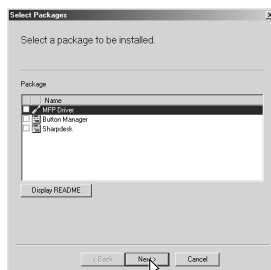 Select Packages
Select a package to be installed.
Package
Name
MFP Driver
Button Manager
Sharpdesk
Display README
< Back
Next >
Cancel